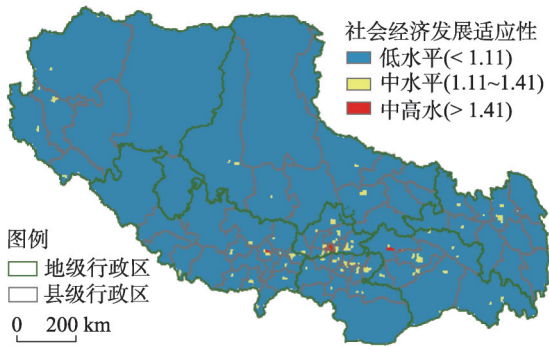 社会经济发展适应性
低水平(< 1.11)
中水平(1.11~1.41)
中高水(> 1.41)
图例
地级行政区
县级行政区
0 200 km